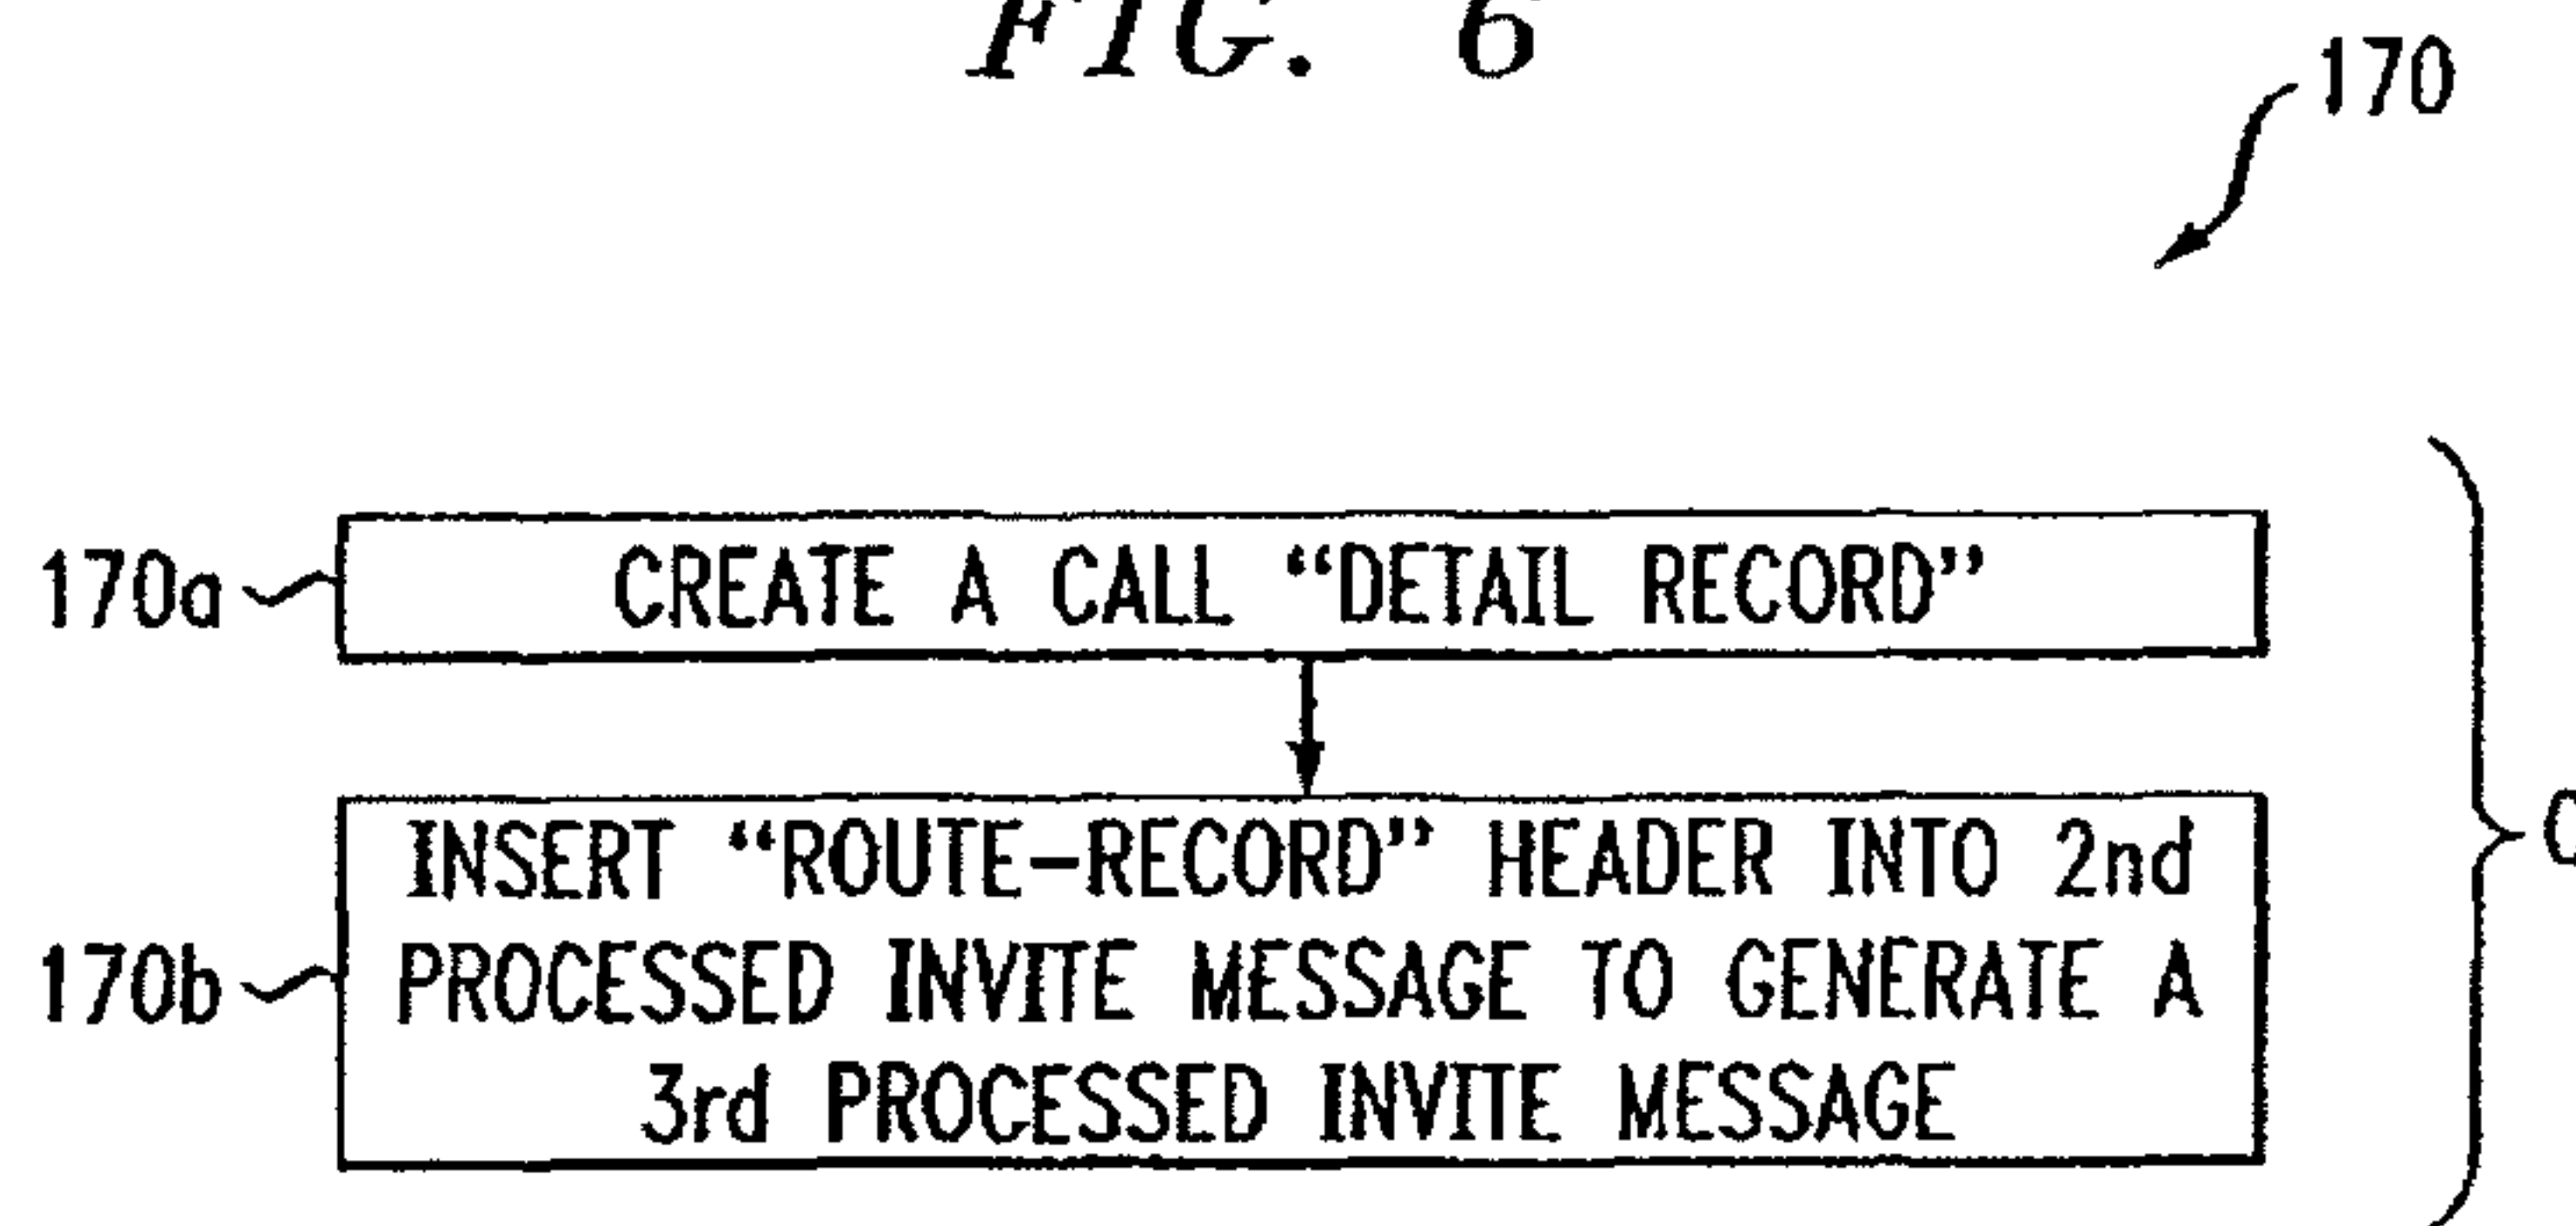 FIG. 6
170
170a
CREATE A CALL “DETAIL RECORD”
170b
INSERT “ROUTE-RECORD” HEADER INTO 2nd
PROCESSED INVITE MESSAGE TO GENERATE A
3rd PROCESSED INVITE MESSAGE